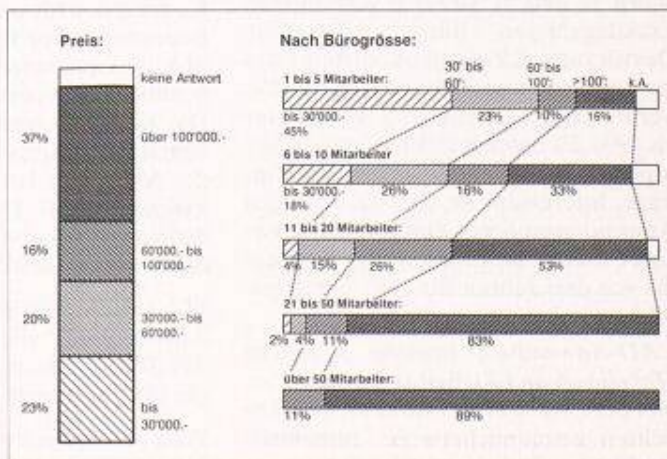 Preis:
keine Antwort
37%
über 100'000.-
16%
60'000.- bis
100'000.-
20%
30'000.- bis
60'000.-
23%
bis
30'000.-
Nach Bürogrösse:
1 bis 5 Mitarbeiter:
30' bis
60':
60' bis
100':
>100':
k.A.
bis 30'000.-
45%
23%
10%
16%
6 bis 10 Mitarbeiter
bis 30'000.-
18%
26%
16%
33%
11 bis 20 Mitarbeiter:
4%
15%
26%
53%
21 bis 50 Mitarbeiter:
2%
4%
11%
83%
über 50 Mitarbeiter:
11%
89%